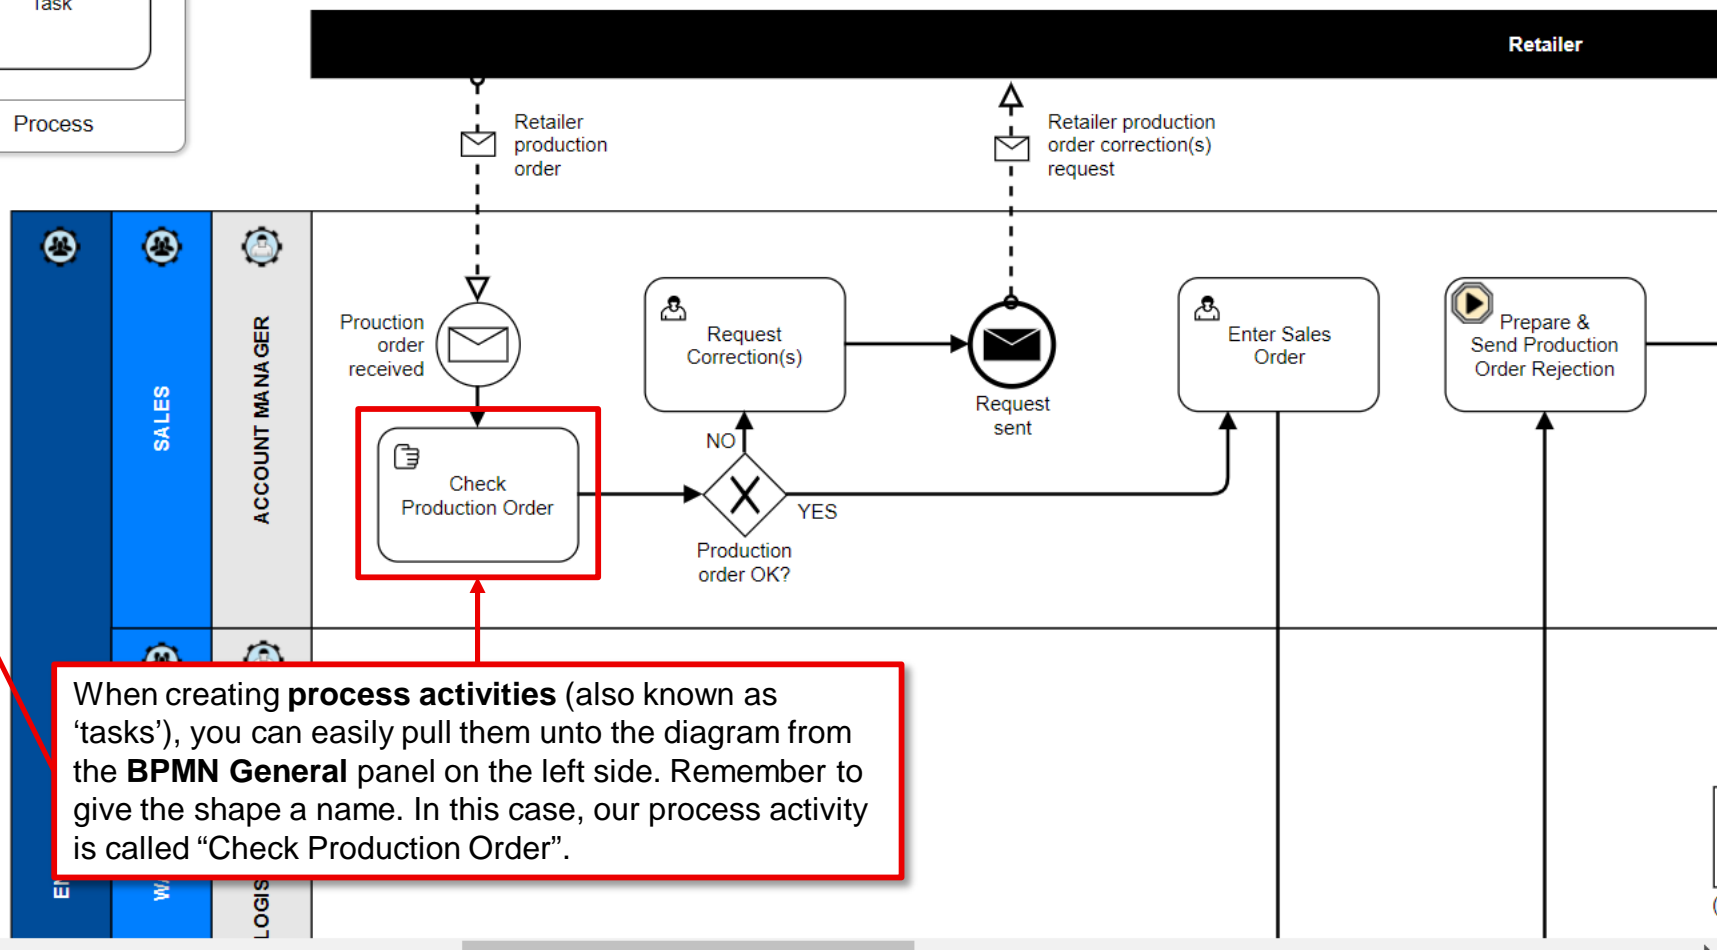 Task
Process
Retailer
Retailer
production
order
Retailer production
order correction(s)
request
SALES
ACCOUNT MANAGER
Prouction
order
received
Request
Correction(s)
Request
sent
Enter Sales
Order
Prepare &
Send Production
Order Rejection
Check
Production Order
NO
YES
Production
order OK?
When creating process activities (also known as
‘tasks’), you can easily pull them unto the diagram from
the BPMN General panel on the left side. Remember to
give the shape a name. In this case, our process activity
is called “Check Production Order”.